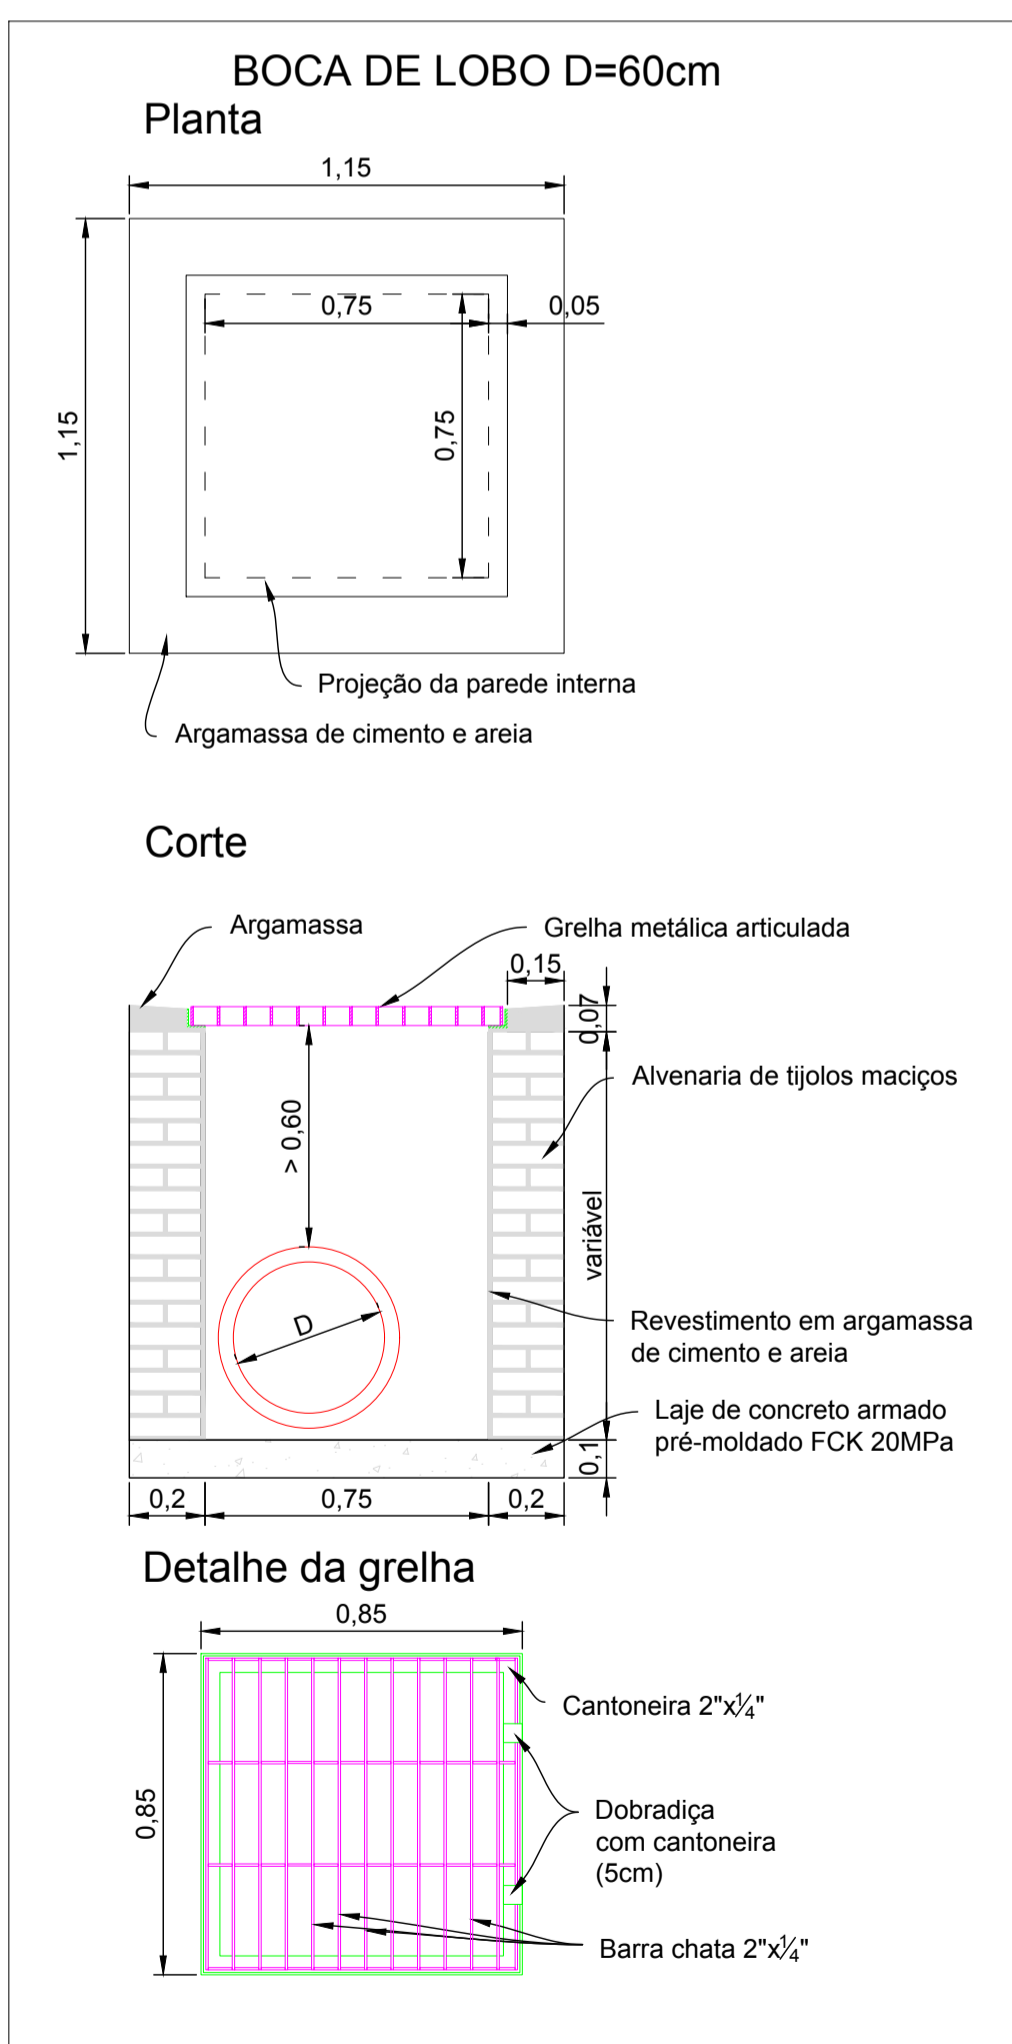 BOCA DE LOBO D=60cm
Planta
1,15
1,15
0,75
0,05
0,75
Projeção da parede interna
Argamassa de cimento e areia
Corte
Argamassa
Grelha metálica articulada
0,15
0,07
Alvenaria de tijolos maciços
> 0,60
variável
D
Revestimento em argamassa
de cimento e areia
Laje de concreto armado
pré-moldado FCK 20MPa
0,1
0,2
0,75
0,2
Detalhe da grelha
0,85
0,85
Cantoneira 2"x¼"
Dobradiça
com cantoneira
(5cm)
Barra chata 2"x¼"